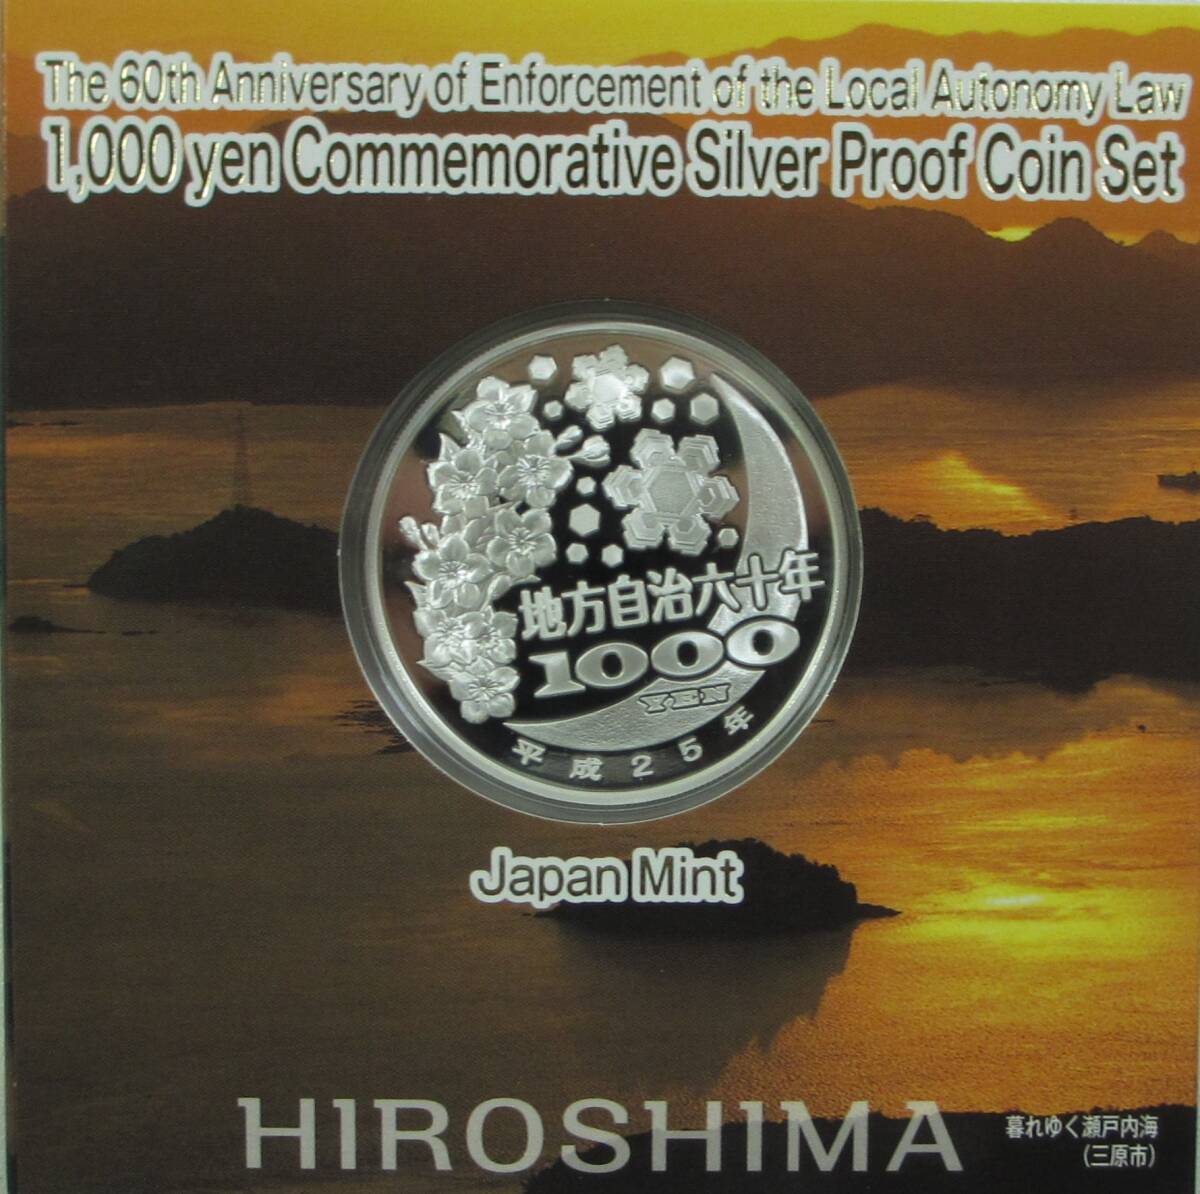 The 60th Anniversary of Enforcement of the Local Autonomy Law
1,000 yen Commemorative Silver Proof Coin Set
地方自治六十年
1000
YEN
平成25年
Japan Mint
HIROSHIMA
暮れゆく瀬戸内海
(三原市)